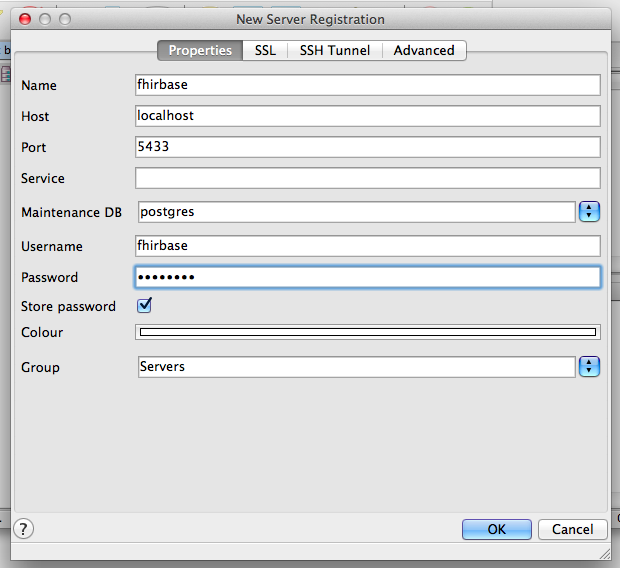 New Server Registration
Properties SSL SSH Tunnel Advanced
Name fhirbase
Host localhost
Port 5433
Service
Maintenance DB postgres
Username fhirbase
Password ••••••••
Store password
Colour
Group Servers
? OK Cancel